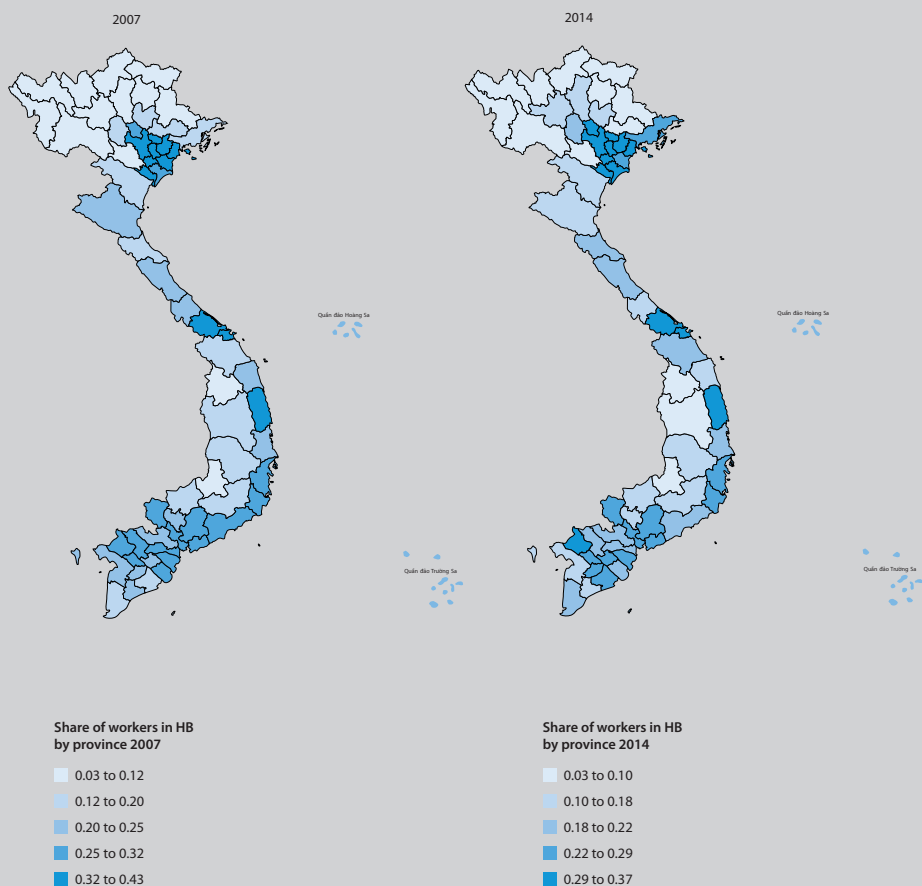 2007
2014
Quần đảo Hoàng Sa
Quần đảo Hoàng Sa
Quần đảo Trường Sa
Quần đảo Trường Sa
Share of workers in HB
by province 2007
0.03 to 0.12
0.12 to 0.20
0.20 to 0.25
0.25 to 0.32
0.32 to 0.43
Share of workers in HB
by province 2014
0.03 to 0.10
0.10 to 0.18
0.18 to 0.22
0.22 to 0.29
0.29 to 0.37